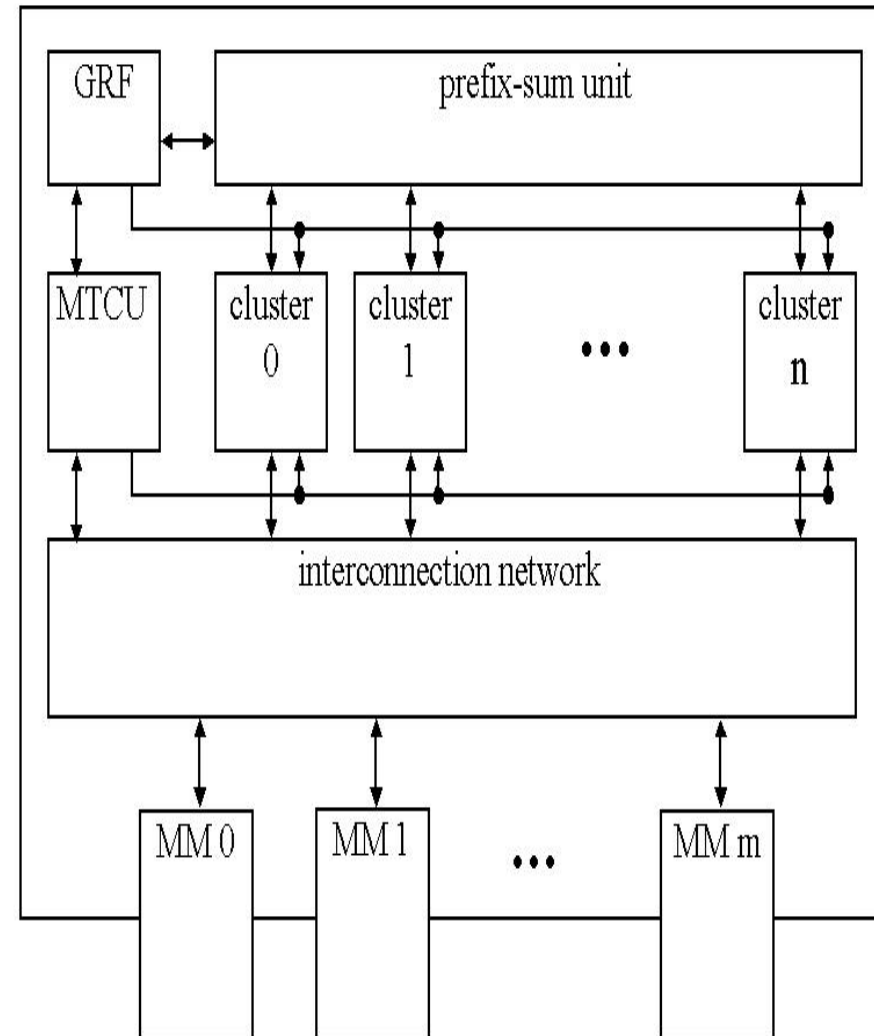 GRF
prefix-sum unit
MTCU
cluster
0
cluster
1
•••
cluster
n
interconnection network
MM 0
MM 1
•••
MM m